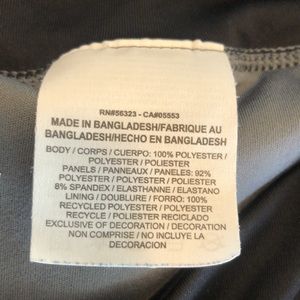 RN#56323 - CA#05553
MADE IN BANGLADESH/FABRIQUE AU
BANGLADESH/HECHO EN BANGLADESH
BODY / CORPS / CUERPO: 100% POLYESTER /
POLYESTER / POLIESTER
PANELS / PANNEAUX / PANELES: 92%
POLYESTER / POLYESTER / POLIESTER
8% SPANDEX / ELASTHANNE / ELASTANO
LINING / DOUBLURE / FORRO: 100%
RECYCLED POLYESTER / POLYESTER
RECYCLE / POLIESTER RECICLADO
EXCLUSIVE OF DECORATION / DECORATION
NON COMPRISE / NO INCLUYE LA
DECORACION